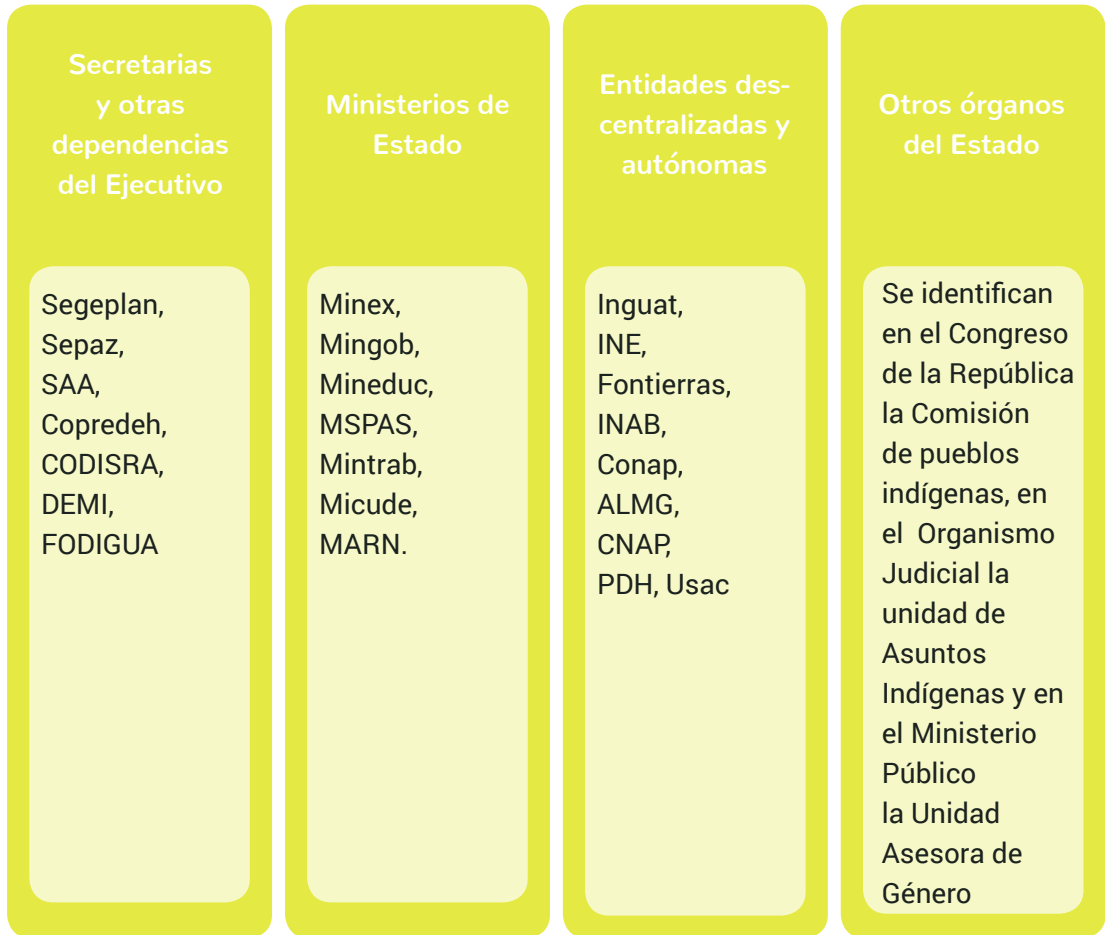 Secretarias
y otras
dependencias
del Ejecutivo
Segeplan,
Sepaz,
SAA,
Copredeh,
CODISRA,
DEMI,
FODIGUA
Ministerios de
Estado
Minex,
Mingob,
Mineduc,
MSPAS,
Mintrab,
Micude,
MARN.
Entidades des-
centralizadas y
autónomas
Inguat,
INE,
Fontierras,
INAB,
Conap,
ALMG,
CNAP,
PDH, Usac
Otros órganos
del Estado
Se identifican
en el Congreso
de la República
la Comisión
de pueblos
indígenas, en
el Organismo
Judicial la
unidad de
Asuntos
Indígenas y en
el Ministerio
Público
la Unidad
Asesora de
Género